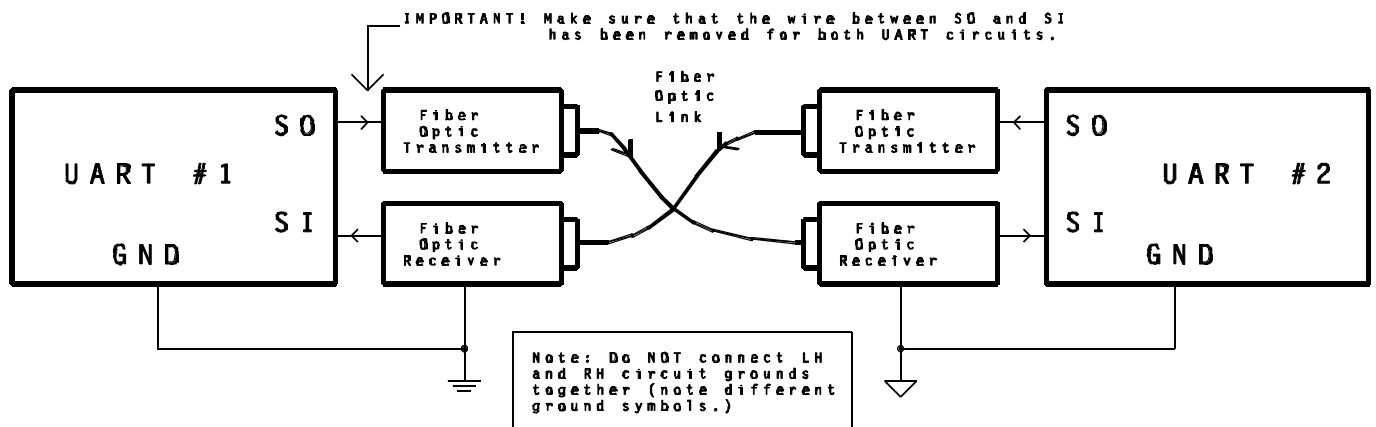 IMPORTANT! Make sure that the wire between SO and SI
has been removed for both UART circuits.
Fiber
Optic
Link
UART #1
SO
SI
GND
Fiber
Optic
Transmitter
Fiber
Optic
Receiver
Fiber
Optic
Transmitter
Fiber
Optic
Receiver
SO
UART #2
SI
GND
Note: Do NOT connect LH
and RH circuit grounds
together (note different
ground symbols.)